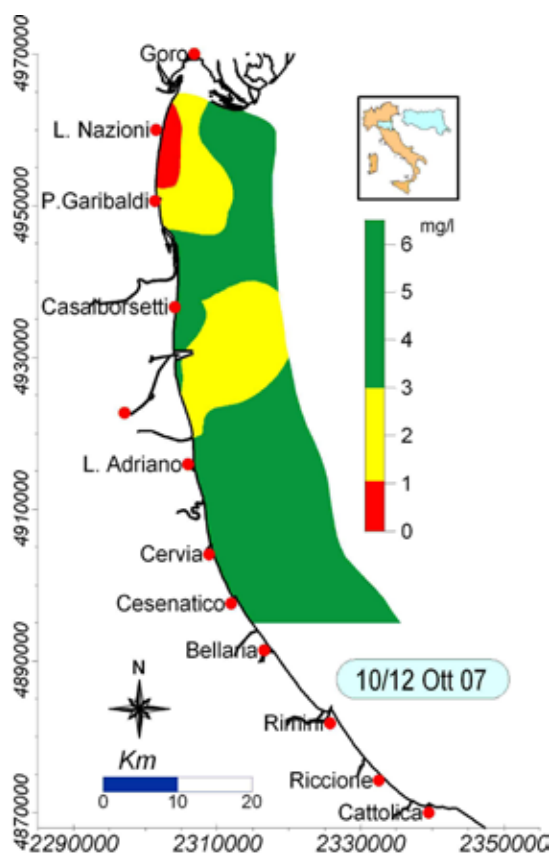 4970000
4950000
4930000
4910000
4890000
4870000
Goro
L. Nazioni
P.Garibaldi
Casalborsetti
L. Adriano
Cervia
Cesenatico
Bellaria
Rimini
Riccione
Cattolica
mg/l
6
5
4
3
2
1
0
10/12 Ott 07
N
Km
0 10 20
2290000 2310000 2330000 2350000